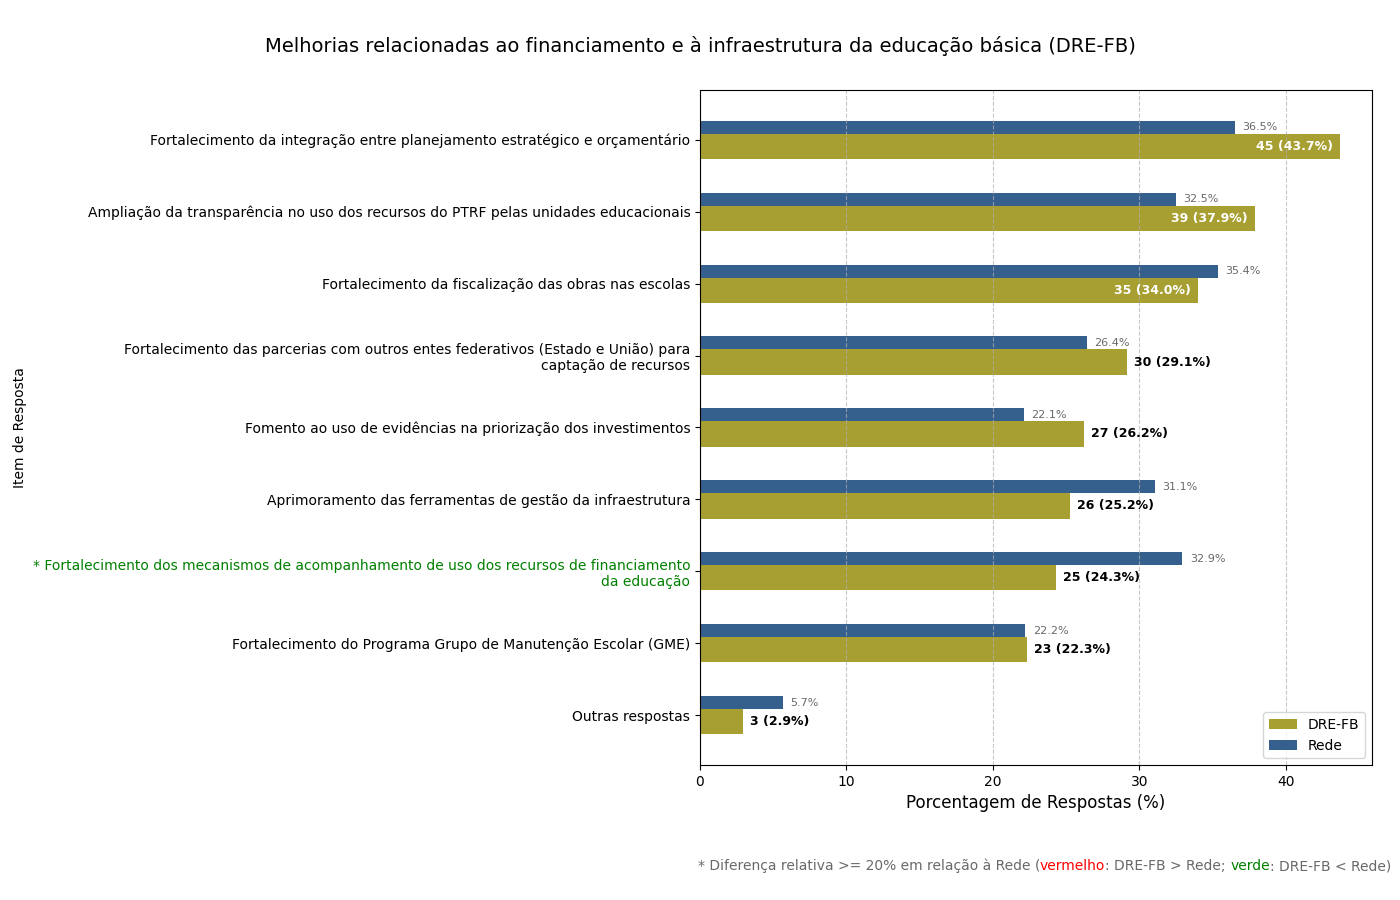 Melhorias relacionadas ao financiamento e à infraestrutura da educação básica (DRE-FB)
Item de Resposta
Fortalecimento da integração entre planejamento estratégico e orçamentário
36.5%
45 (43.7%)
Ampliação da transparência no uso dos recursos do PTRF pelas unidades educacionais
32.5%
39 (37.9%)
Fortalecimento da fiscalização das obras nas escolas
35.4%
35 (34.0%)
Fortalecimento das parcerias com outros entes federativos (Estado e União) para
captação de recursos
26.4%
30 (29.1%)
Fomento ao uso de evidências na priorização dos investimentos
22.1%
27 (26.2%)
Aprimoramento das ferramentas de gestão da infraestrutura
31.1%
26 (25.2%)
* Fortalecimento dos mecanismos de acompanhamento de uso dos recursos de financiamento
da educação
32.9%
25 (24.3%)
Fortalecimento do Programa Grupo de Manutenção Escolar (GME)
22.2%
23 (22.3%)
Outras respostas
5.7%
3 (2.9%)
DRE-FB
Rede
0 10 20 30 40
Porcentagem de Respostas (%)
* Diferença relativa >= 20% em relação à Rede (vermelho: DRE-FB > Rede; verde: DRE-FB < Rede)